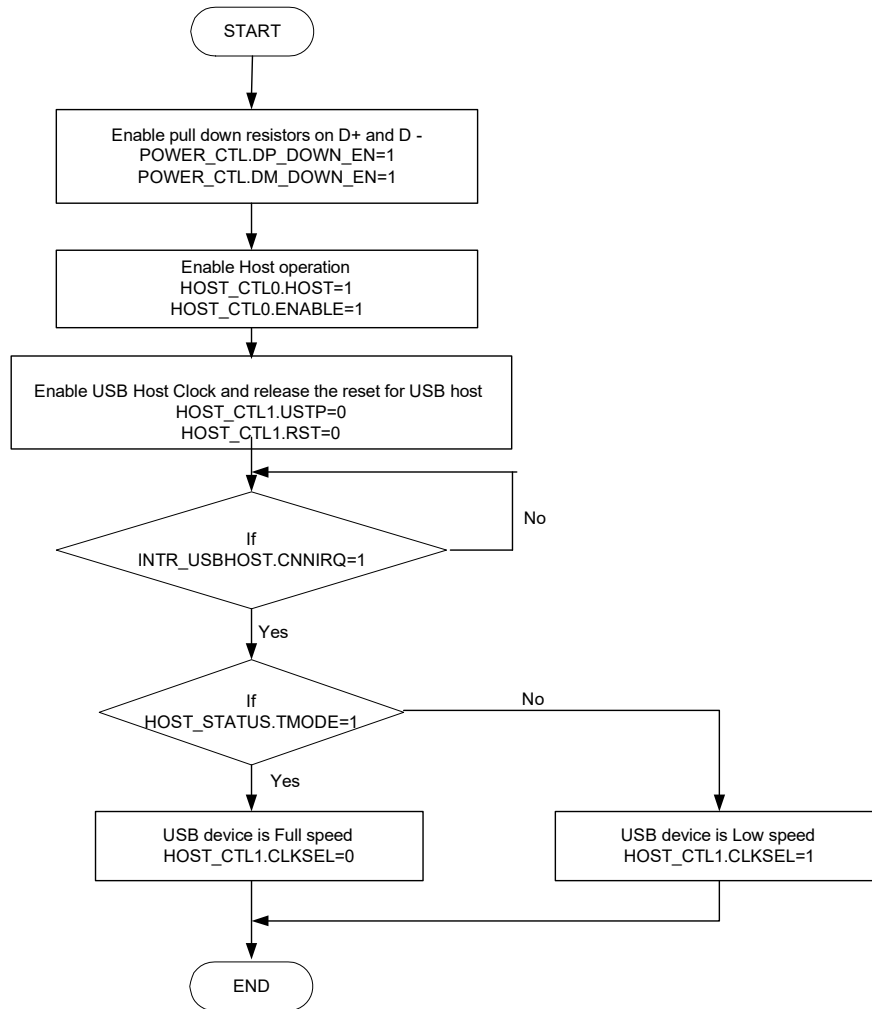 START
Enable pull down resistors on D+ and D -
POWER_CTL.DP_DOWN_EN=1
POWER_CTL.DM_DOWN_EN=1
Enable Host operation
HOST_CTL0.HOST=1
HOST_CTL0.ENABLE=1
Enable USB Host Clock and release the reset for USB host
HOST_CTL1.USTP=0
HOST_CTL1.RST=0
No
If
INTR_USBHOST.CNNIRQ=1
Yes
If
HOST_STATUS.TMODE=1
No
Yes
USB device is Full speed
HOST_CTL1.CLKSEL=0
USB device is Low speed
HOST_CTL1.CLKSEL=1
END